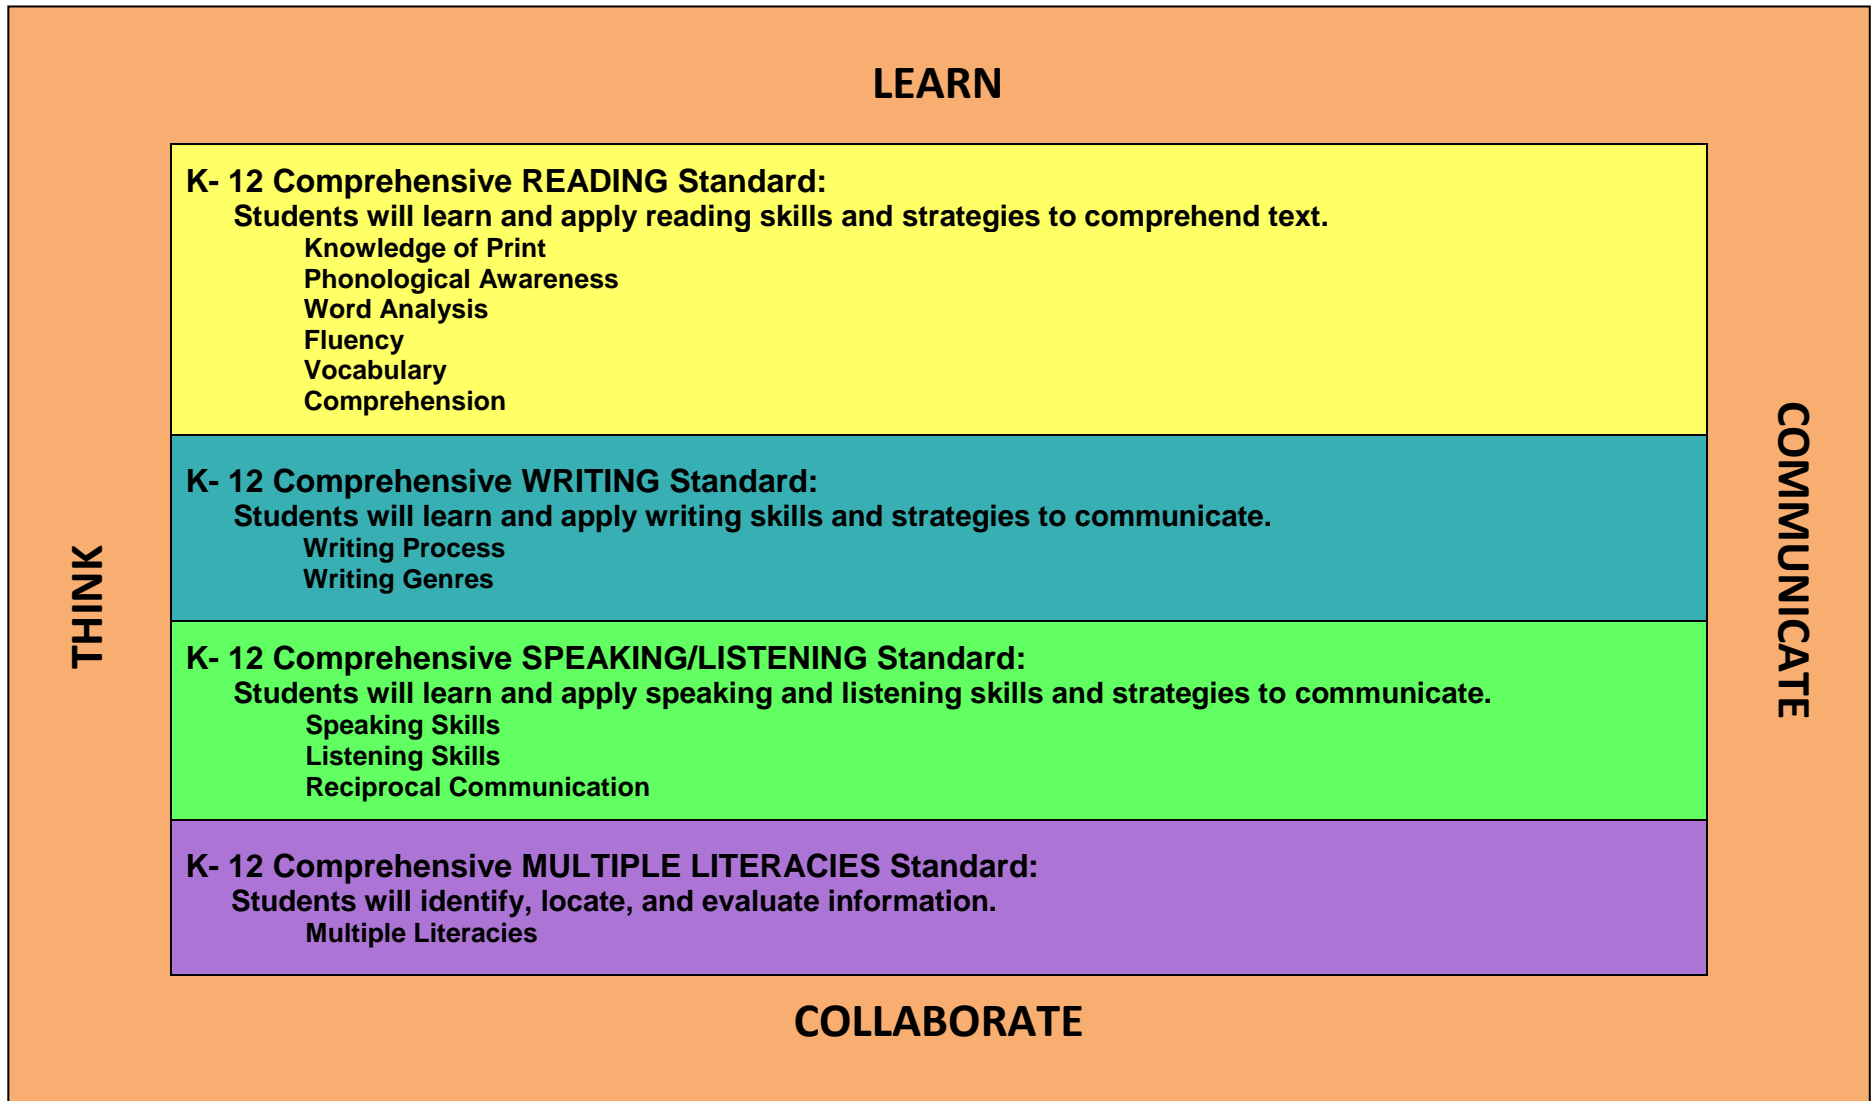 LEARN
K- 12 Comprehensive READING Standard:
Students will learn and apply reading skills and strategies to comprehend text.
Knowledge of Print
Phonological Awareness
Word Analysis
Fluency
Vocabulary
Comprehension
K- 12 Comprehensive WRITING Standard:
Students will learn and apply writing skills and strategies to communicate.
Writing Process
Writing Genres
K- 12 Comprehensive SPEAKING/LISTENING Standard:
Students will learn and apply speaking and listening skills and strategies to communicate.
Speaking Skills
Listening Skills
Reciprocal Communication
K- 12 Comprehensive MULTIPLE LITERACIES Standard:
Students will identify, locate, and evaluate information.
Multiple Literacies
THINK
COMMUNICATE
COLLABORATE